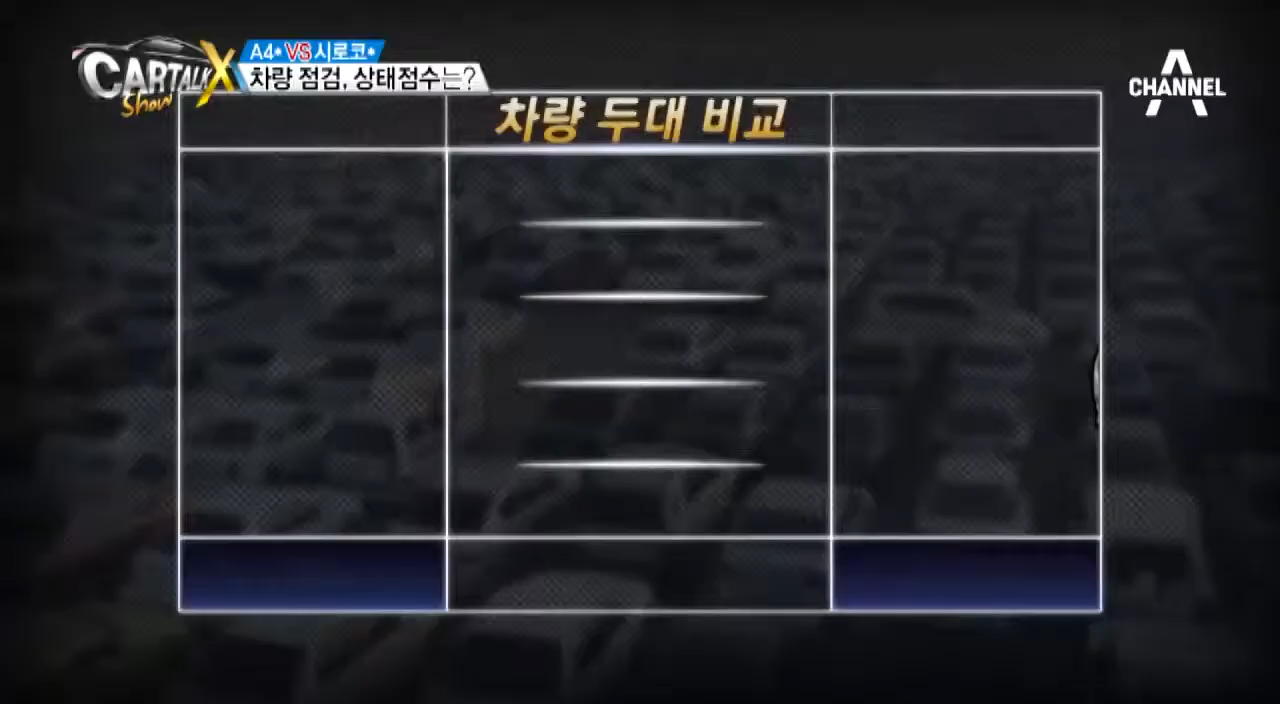 A4* VS 시로코*
CARTALK X
Show
차량 점검, 상태점수는?
CHANNEL A
차량 두대 비교